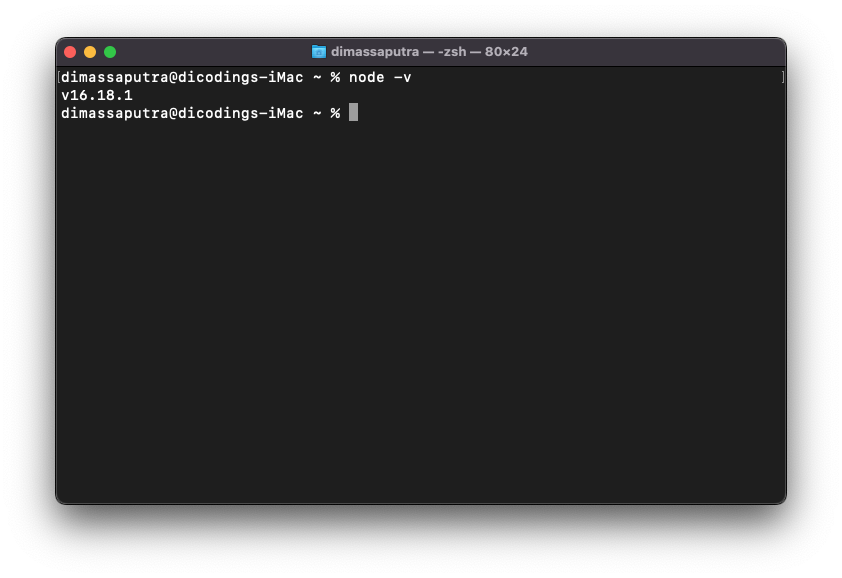 dimassaputra — -zsh — 80×24
[dimassaputra@dicodings-iMac ~ % node -v ]
v16.18.1
dimassaputra@dicodings-iMac ~ %